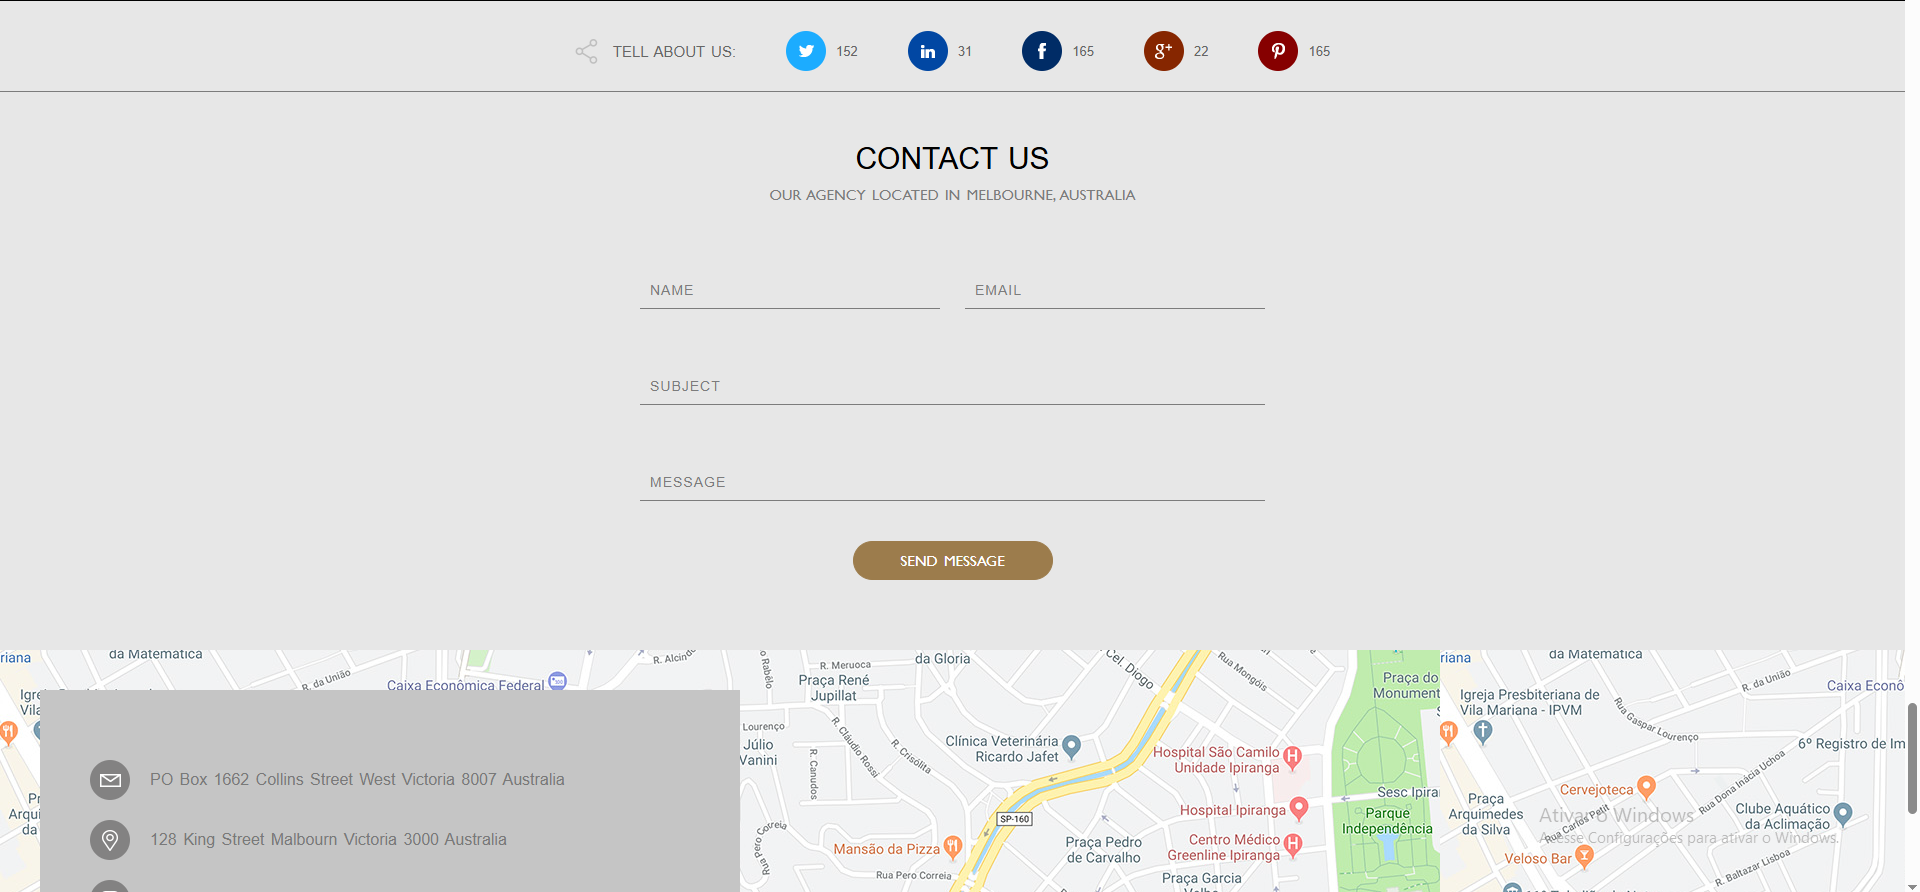 TELL ABOUT US:
152
31
165
22
165
CONTACT US
OUR AGENCY LOCATED IN MELBOURNE, AUSTRALIA
NAME
EMAIL
SUBJECT
MESSAGE
SEND MESSAGE
riana
da Matemática
R. da União
Caixa Econômica Federal
R. Alcindo
o Rabêlo
R. Meruoca
Praça René
Jupillat
da Gloria
Cel. Diogo
Rua Mongóis
Praça do
Monument
riana
da Matemática
R. da União
Caixa Econô
Igreja Presbiteriana de
Vila Mariana - IPVM
Rua Gaspar Lourenço
6º Registro de Im
Lourenço
Júlio
Vanini
R. Canudos
R. Cláudio Rossi
R. Crisólita
Clínica Veterinária
Ricardo Jafet
Hospital São Camilo
Unidade Ipiranga
Hospital Ipiranga
Sesc Ipira
Parque
Independência
Centro Médico
Greenline Ipiranga
SP-160
Praça Pedro
de Carvalho
Praça Garcia
Mansão da Pizza
Rua Pero Correia
Pero Correia
Cervejoteca
Praça
Arquimedes
da Silva
Rua Dona Inácia Uchoa
Rua Carlos Petit
Clube Aquático
da Aclimação
Veloso Bar
R. Baltazar Lisboa
Ativar o Windows
Acesse Configurações para ativar o Windows.
PO Box 1662 Collins Street West Victoria 8007 Australia
128 King Street Malbourn Victoria 3000 Australia